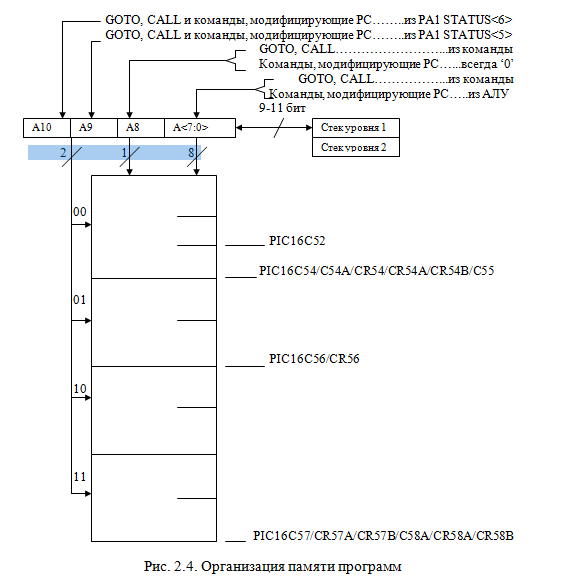 GOTO, CALL и команды, модифицирующие PC……..из PA1 STATUS<6>
GOTO, CALL и команды, модифицирующие PC……..из PA1 STATUS<5>
GOTO, CALL…………………………..из команды
Команды, модифицирующие PC…...всегда ‘0’
GOTO, CALL……………...из команды
Команды, модифицирующие PC…..из АЛУ
9-11 бит
A10 A9 A8 A<7:0>
Стек уровня 1
Стек уровня 2
2 1 8
00
PIC16C52
PIC16C54/C54A/CR54/CR54A/CR54B/C55
01
PIC16C56/CR56
10
11
PIC16C57/CR57A/CR57B/C58A/CR58A/CR58B
Рис. 2.4. Организация памяти программ